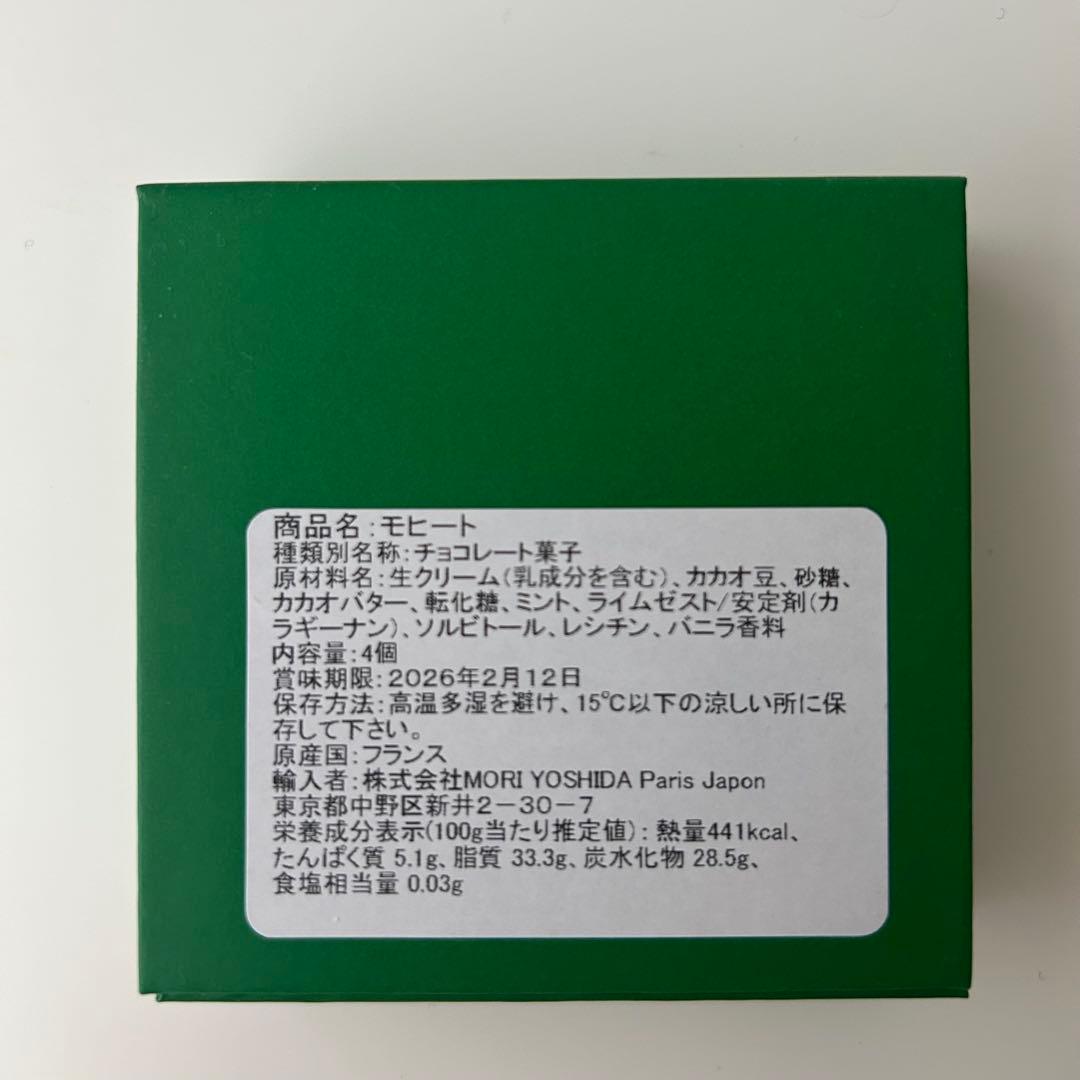 商品名:モヒート
種類別名称:チョコレート菓子
原材料名:生クリーム(乳成分を含む)、カカオ豆、砂糖、
カカオバター、転化糖、ミント、ライムゼスト/安定剤(カ
ラギーナン)、ソルビトール、レシチン、バニラ香料
内容量:4個
賞味期限:2026年2月12日
保存方法:高温多湿を避け、15℃以下の涼しい所に保
存して下さい。
原産国:フランス
輸入者:株式会社MORI YOSHIDA Paris Japon
東京都中野区新井2-30-7
栄養成分表示(100g当たり推定値):熱量441kcal、
たんぱく質 5.1g、脂質 33.3g、炭水化物 28.5g、
食塩相当量 0.03g